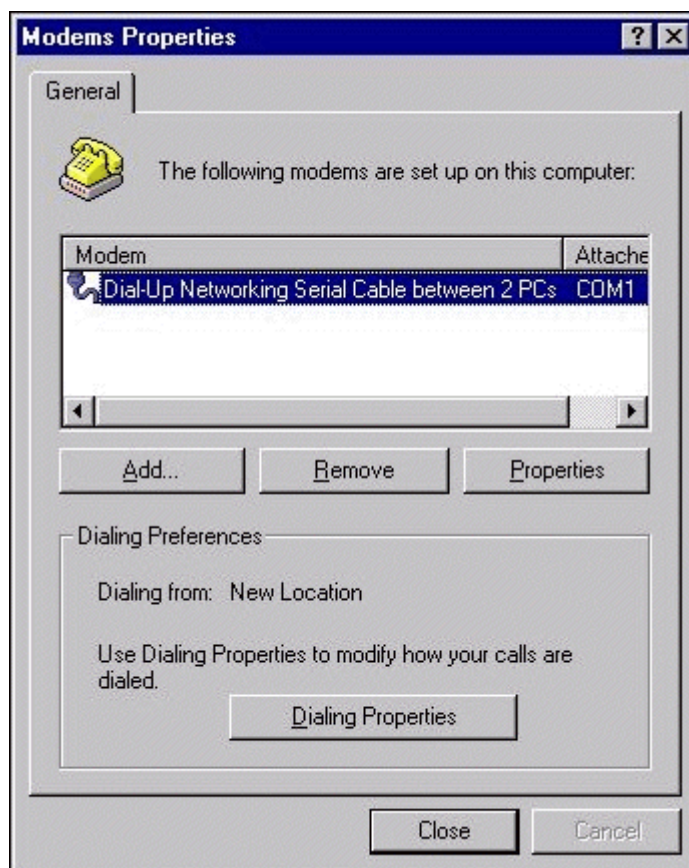 Modems Properties
General
The following modems are set up on this computer:
Modem Attache
Dial-Up Networking Serial Cable between 2 PCs COM1
Add... Remove Properties
Dialing Preferences
Dialing from: New Location
Use Dialing Properties to modify how your calls are
dialed.
Dialing Properties
Close Cancel